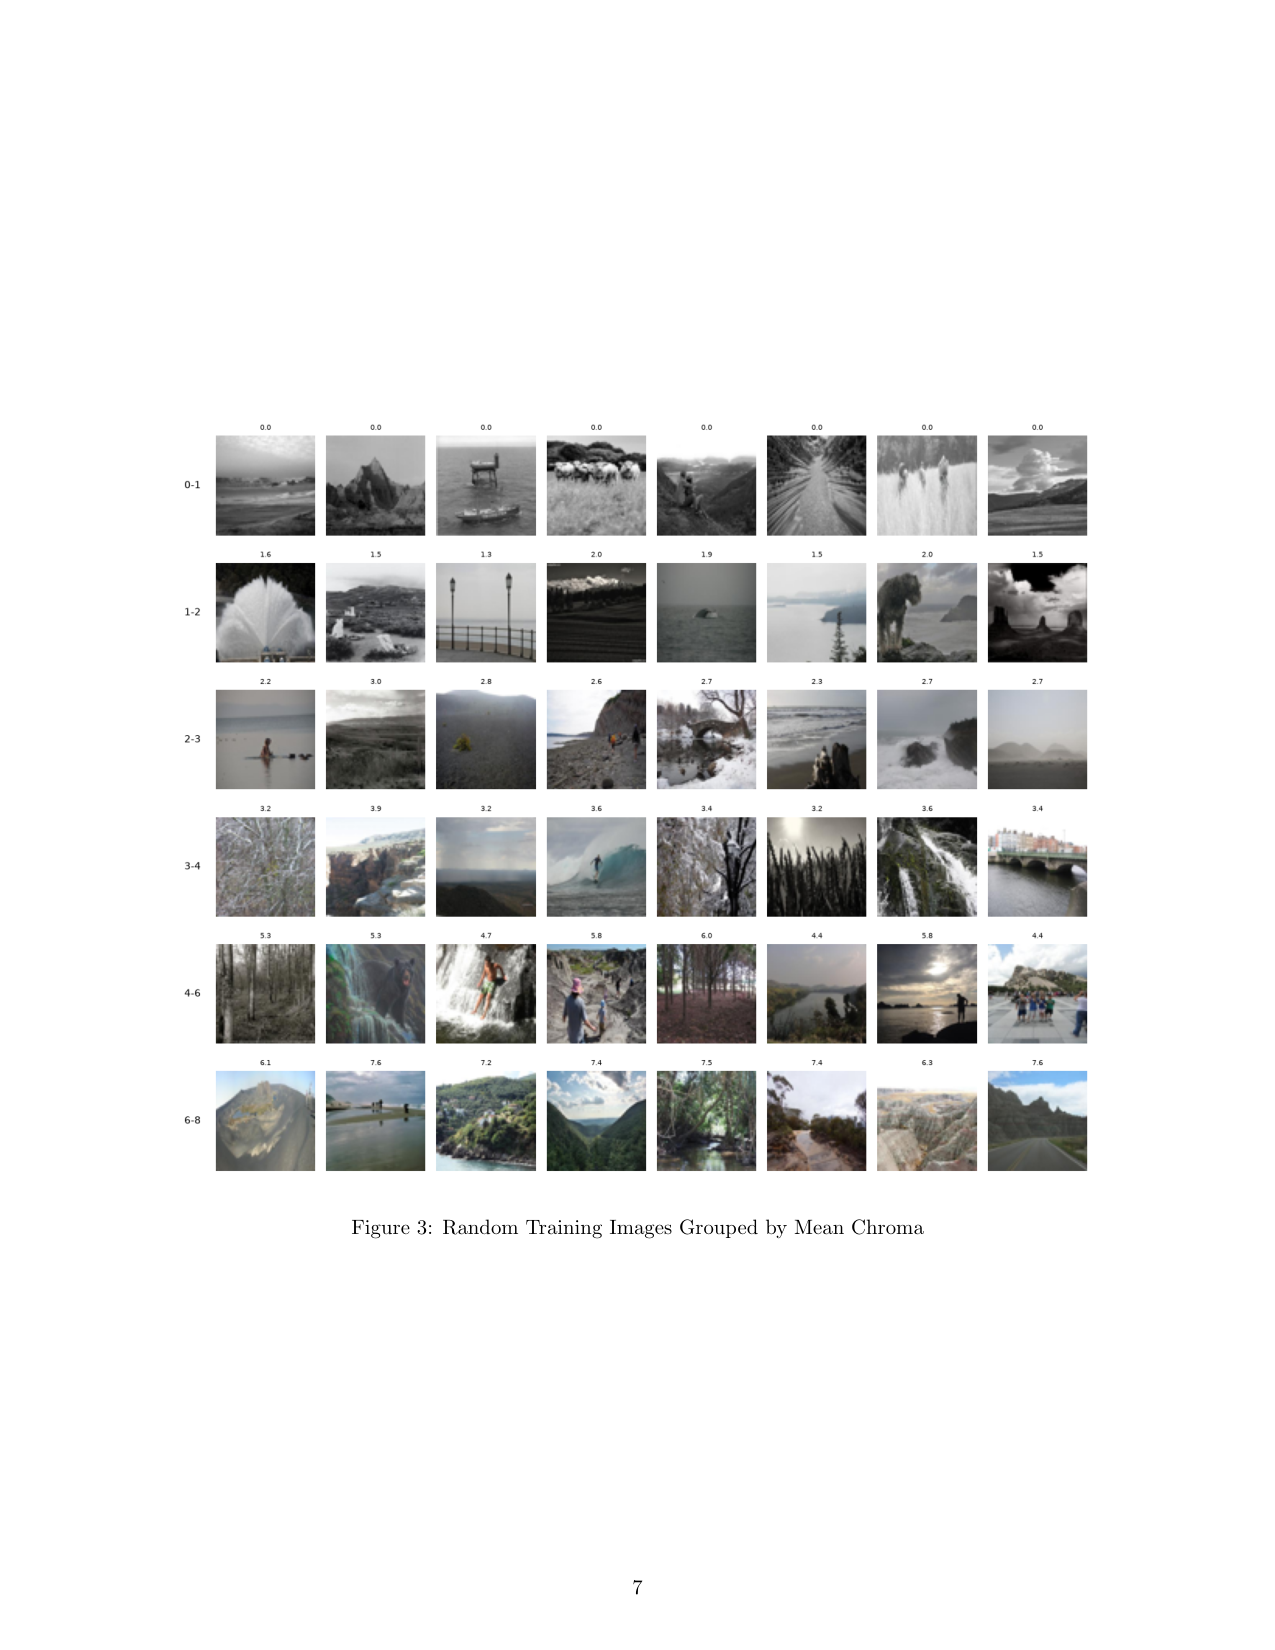 0.0 0.0 0.0 0.0 0.0 0.0 0.0 0.0
0-1
1.6 1.5 1.3 2.0 1.9 1.5 2.0 1.5
1-2
2.2 3.0 2.8 2.6 2.7 2.3 2.7 2.7
2-3
3.2 3.9 3.2 3.6 3.4 3.2 3.6 3.4
3-4
5.3 5.3 4.7 5.8 6.0 4.4 5.8 4.4
4-6
6.1 7.6 7.2 7.4 7.5 7.4 6.3 7.6
6-8
Figure 3: Random Training Images Grouped by Mean Chroma
7